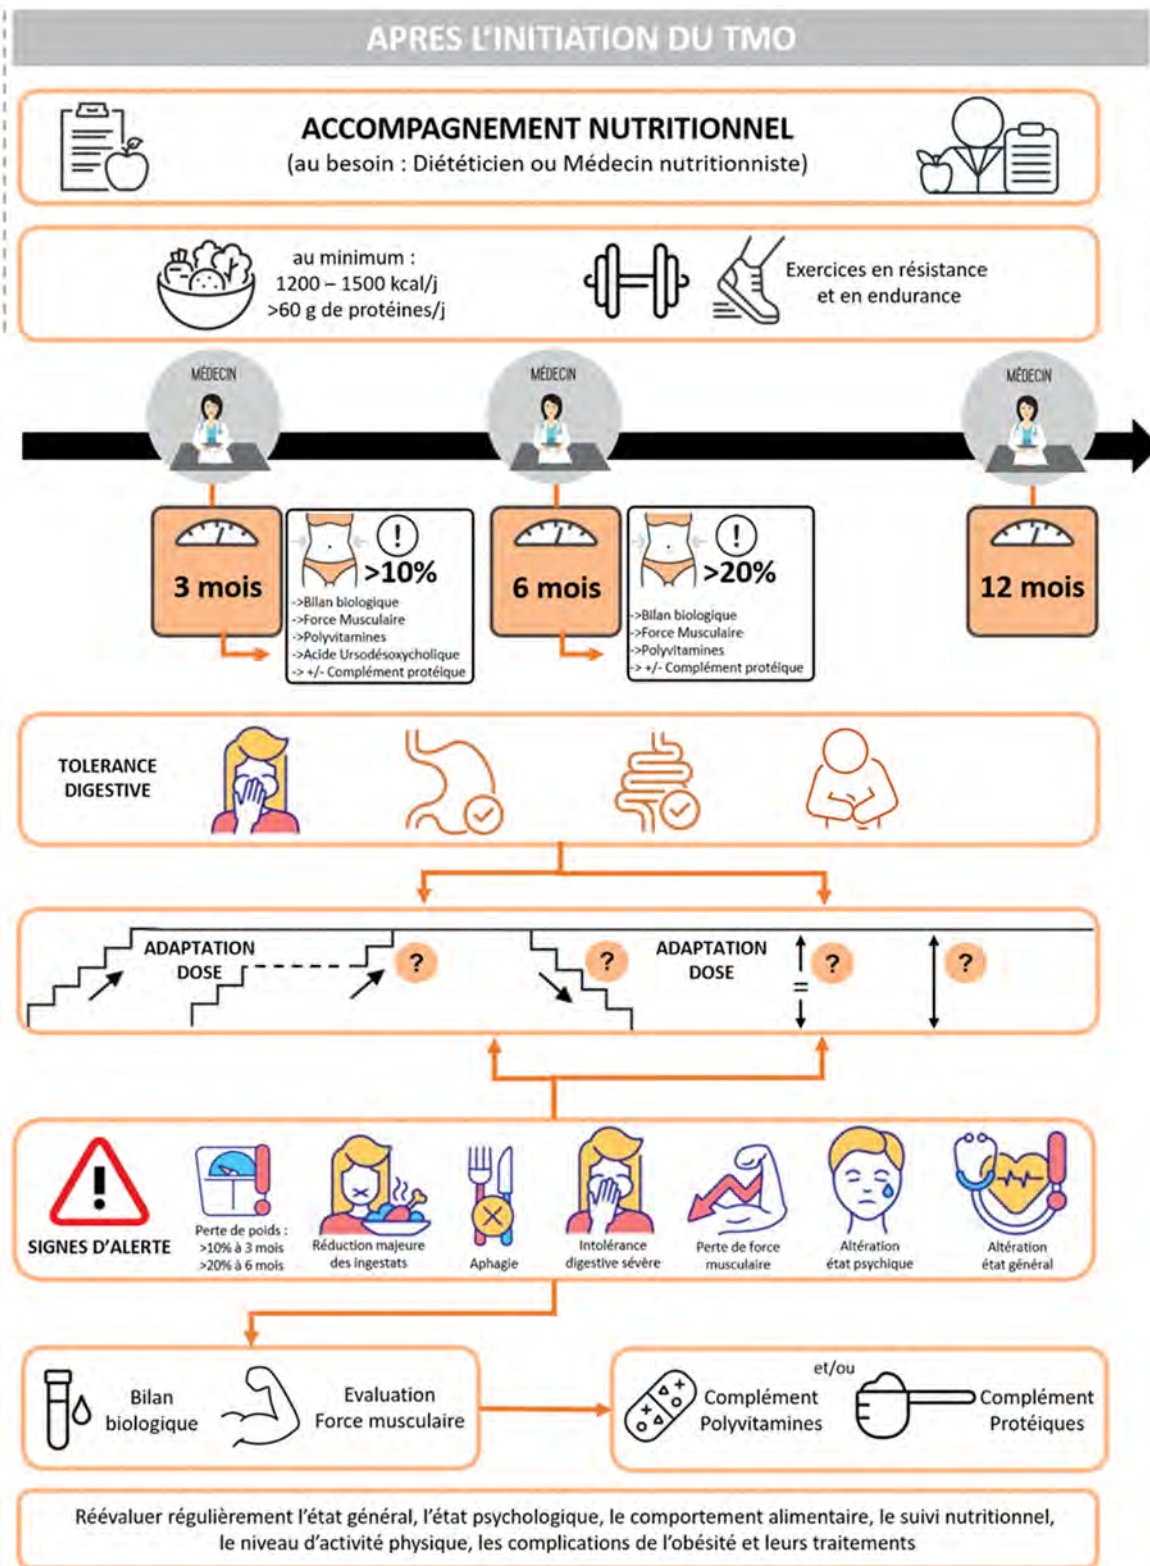 APRES L'INITIATION DU TMO
ACCOMPAGNEMENT NUTRITIONNEL
(au besoin : Diététicien ou Médecin nutritionniste)
au minimum :
1200 – 1500 kcal/j
>60 g de protéines/j
Exercices en résistance
et en endurance
MÉDECIN
MÉDECIN
MÉDECIN
3 mois
!
>10%
->Bilan biologique
->Force Musculaire
->Polyvitamines
->Acide Ursodésoxycholique
-> +/- Complément protéique
6 mois
!
>20%
->Bilan biologique
->Force Musculaire
->Polyvitamines
-> +/- Complément protéique
12 mois
TOLERANCE
DIGESTIVE
ADAPTATION
DOSE
?
?
ADAPTATION
DOSE
=
?
?
!
SIGNES D'ALERTE
Perte de poids :
>10% à 3 mois
>20% à 6 mois
Réduction majeure
des ingestats
Aphagie
Intolérance
digestive sévère
Perte de force
musculaire
Altération
état psychique
Altération
état général
Bilan
biologique
Evaluation
Force musculaire
Complément
Polyvitamines
et/ou
Complément
Protéiques
Réévaluer régulièrement l'état général, l'état psychologique, le comportement alimentaire, le suivi nutritionnel,
le niveau d'activité physique, les complications de l'obésité et leurs traitements